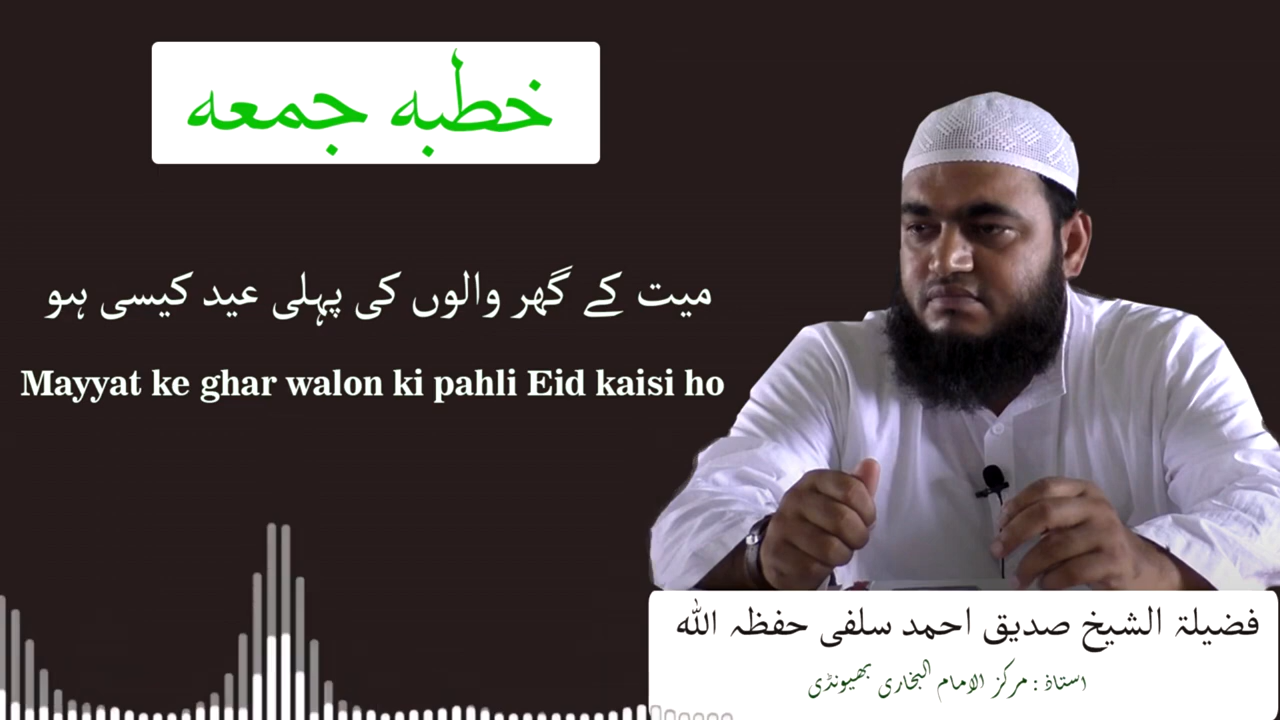 خطبہ جمعہ
میت کے گھر والوں کی پہلی عید کیسی ہو
Mayyat ke ghar walon ki pahli Eid kaisi ho
فضیلۃ الشیخ صدیق احمد سلفی حفظہ اللہ
استاذ : مرکز الامام البخاری بھیونڈی